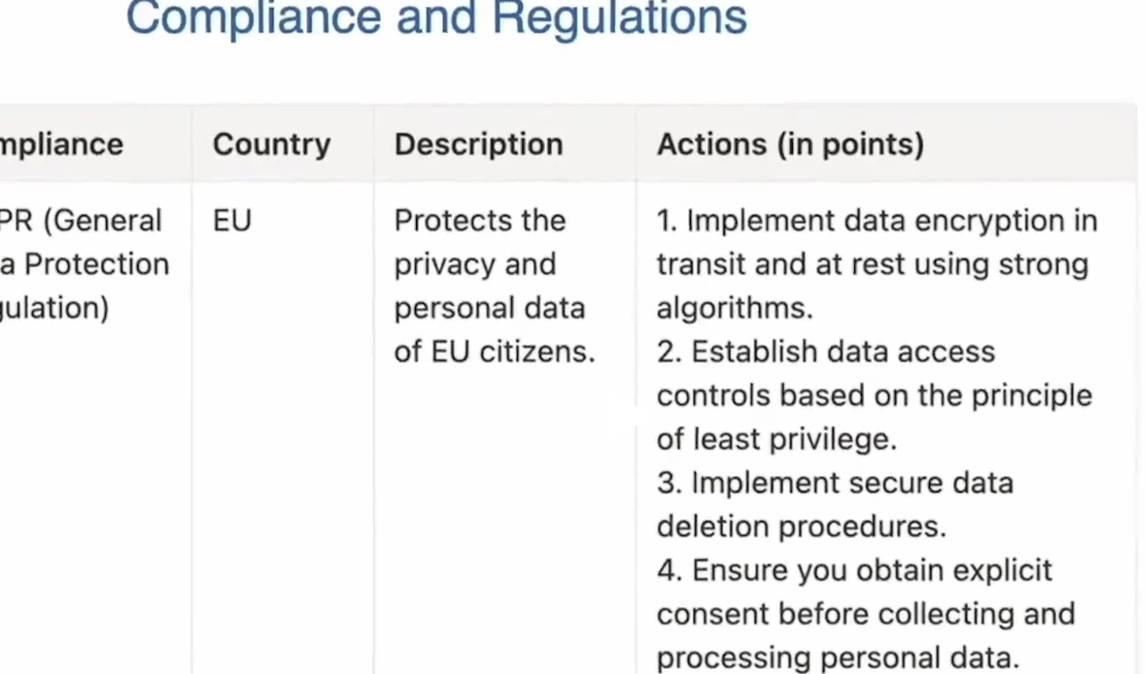 Compliance and Regulations
mpliance Country Description Actions (in points)
PR (General EU Protects the 1. Implement data encryption in
a Protection privacy and transit and at rest using strong
gulation) personal data algorithms.
of EU citizens. 2. Establish data access
controls based on the principle
of least privilege.
3. Implement secure data
deletion procedures.
4. Ensure you obtain explicit
consent before collecting and
processing personal data.